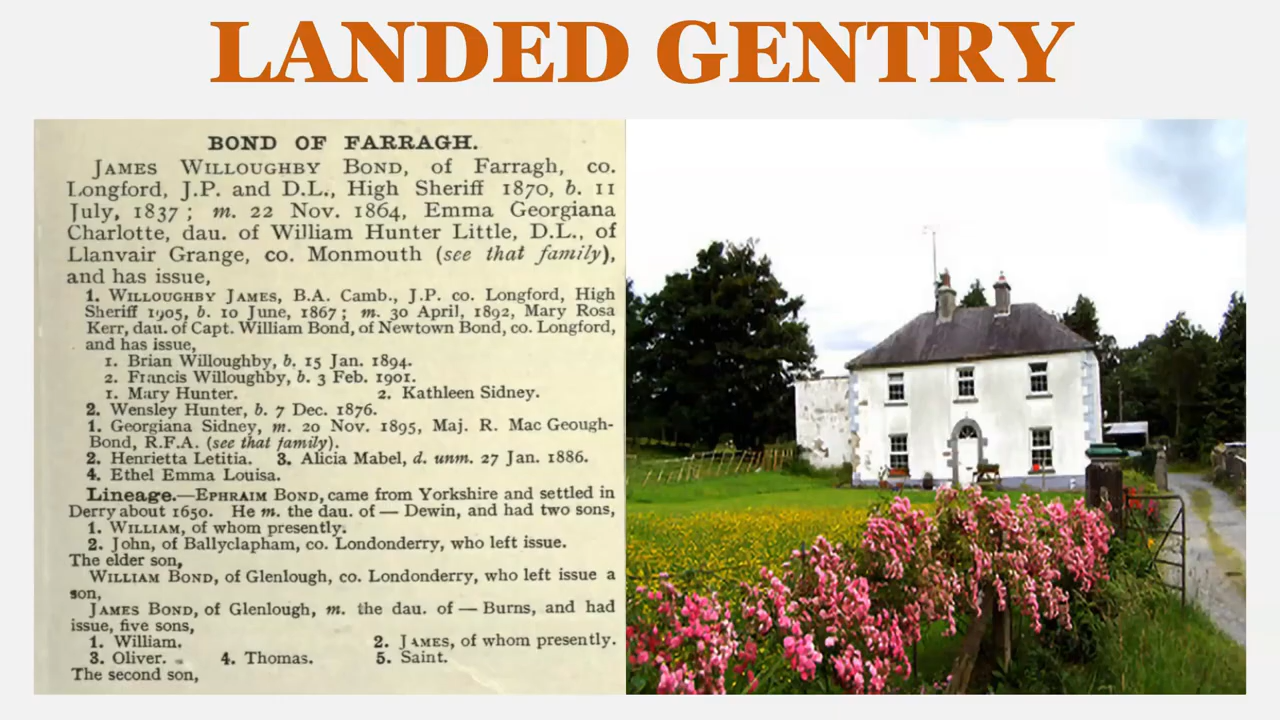 LANDED GENTRY
BOND OF FARRAGH.
JAMES WILLOUGHBY BOND, of Farragh, co.
Longford, J.P. and D.L., High Sheriff 1870, b. 11
July, 1837; m. 22 Nov. 1864, Emma Georgiana
Charlotte, dau. of William Hunter Little, D.L., of
Llanvair Grange, co. Monmouth (see that family),
and has issue,
1. WILLOUGHBY JAMES, B.A. Camb., J.P. co. Longford, High
Sheriff 1905, b. 10 June, 1867; m. 30 April, 1892, Mary Rosa
Kerr, dau. of Capt. William Bond, of Newtown Bond, co. Longford,
and has issue,
1. Brian Willoughby, b. 15 Jan. 1894.
2. Francis Willoughby, b. 3 Feb. 1901.
1. Mary Hunter. 2. Kathleen Sidney.
2. Wensley Hunter, b. 7 Dec. 1876.
1. Georgiana Sidney, m. 20 Nov. 1895, Maj. R. Mac Geough-
Bond, R.F.A. (see that family).
2. Henrietta Letitia. 3. Alicia Mabel, d. unm. 27 Jan. 1886.
4. Ethel Emma Louisa.
Lineage.—EPHRAIM BOND, came from Yorkshire and settled in
Derry about 1650. He m. the dau. of — Dewin, and had two sons,
1. WILLIAM, of whom presently.
2. John, of Ballyclapham, co. Londonderry, who left issue.
The elder son,
WILLIAM BOND, of Glenlough, co. Londonderry, who left issue a
son,
JAMES BOND, of Glenlough, m. the dau. of — Burns, and had
issue, five sons,
1. William. 2. JAMES, of whom presently.
3. Oliver. 4. Thomas. 5. Saint.
The second son,